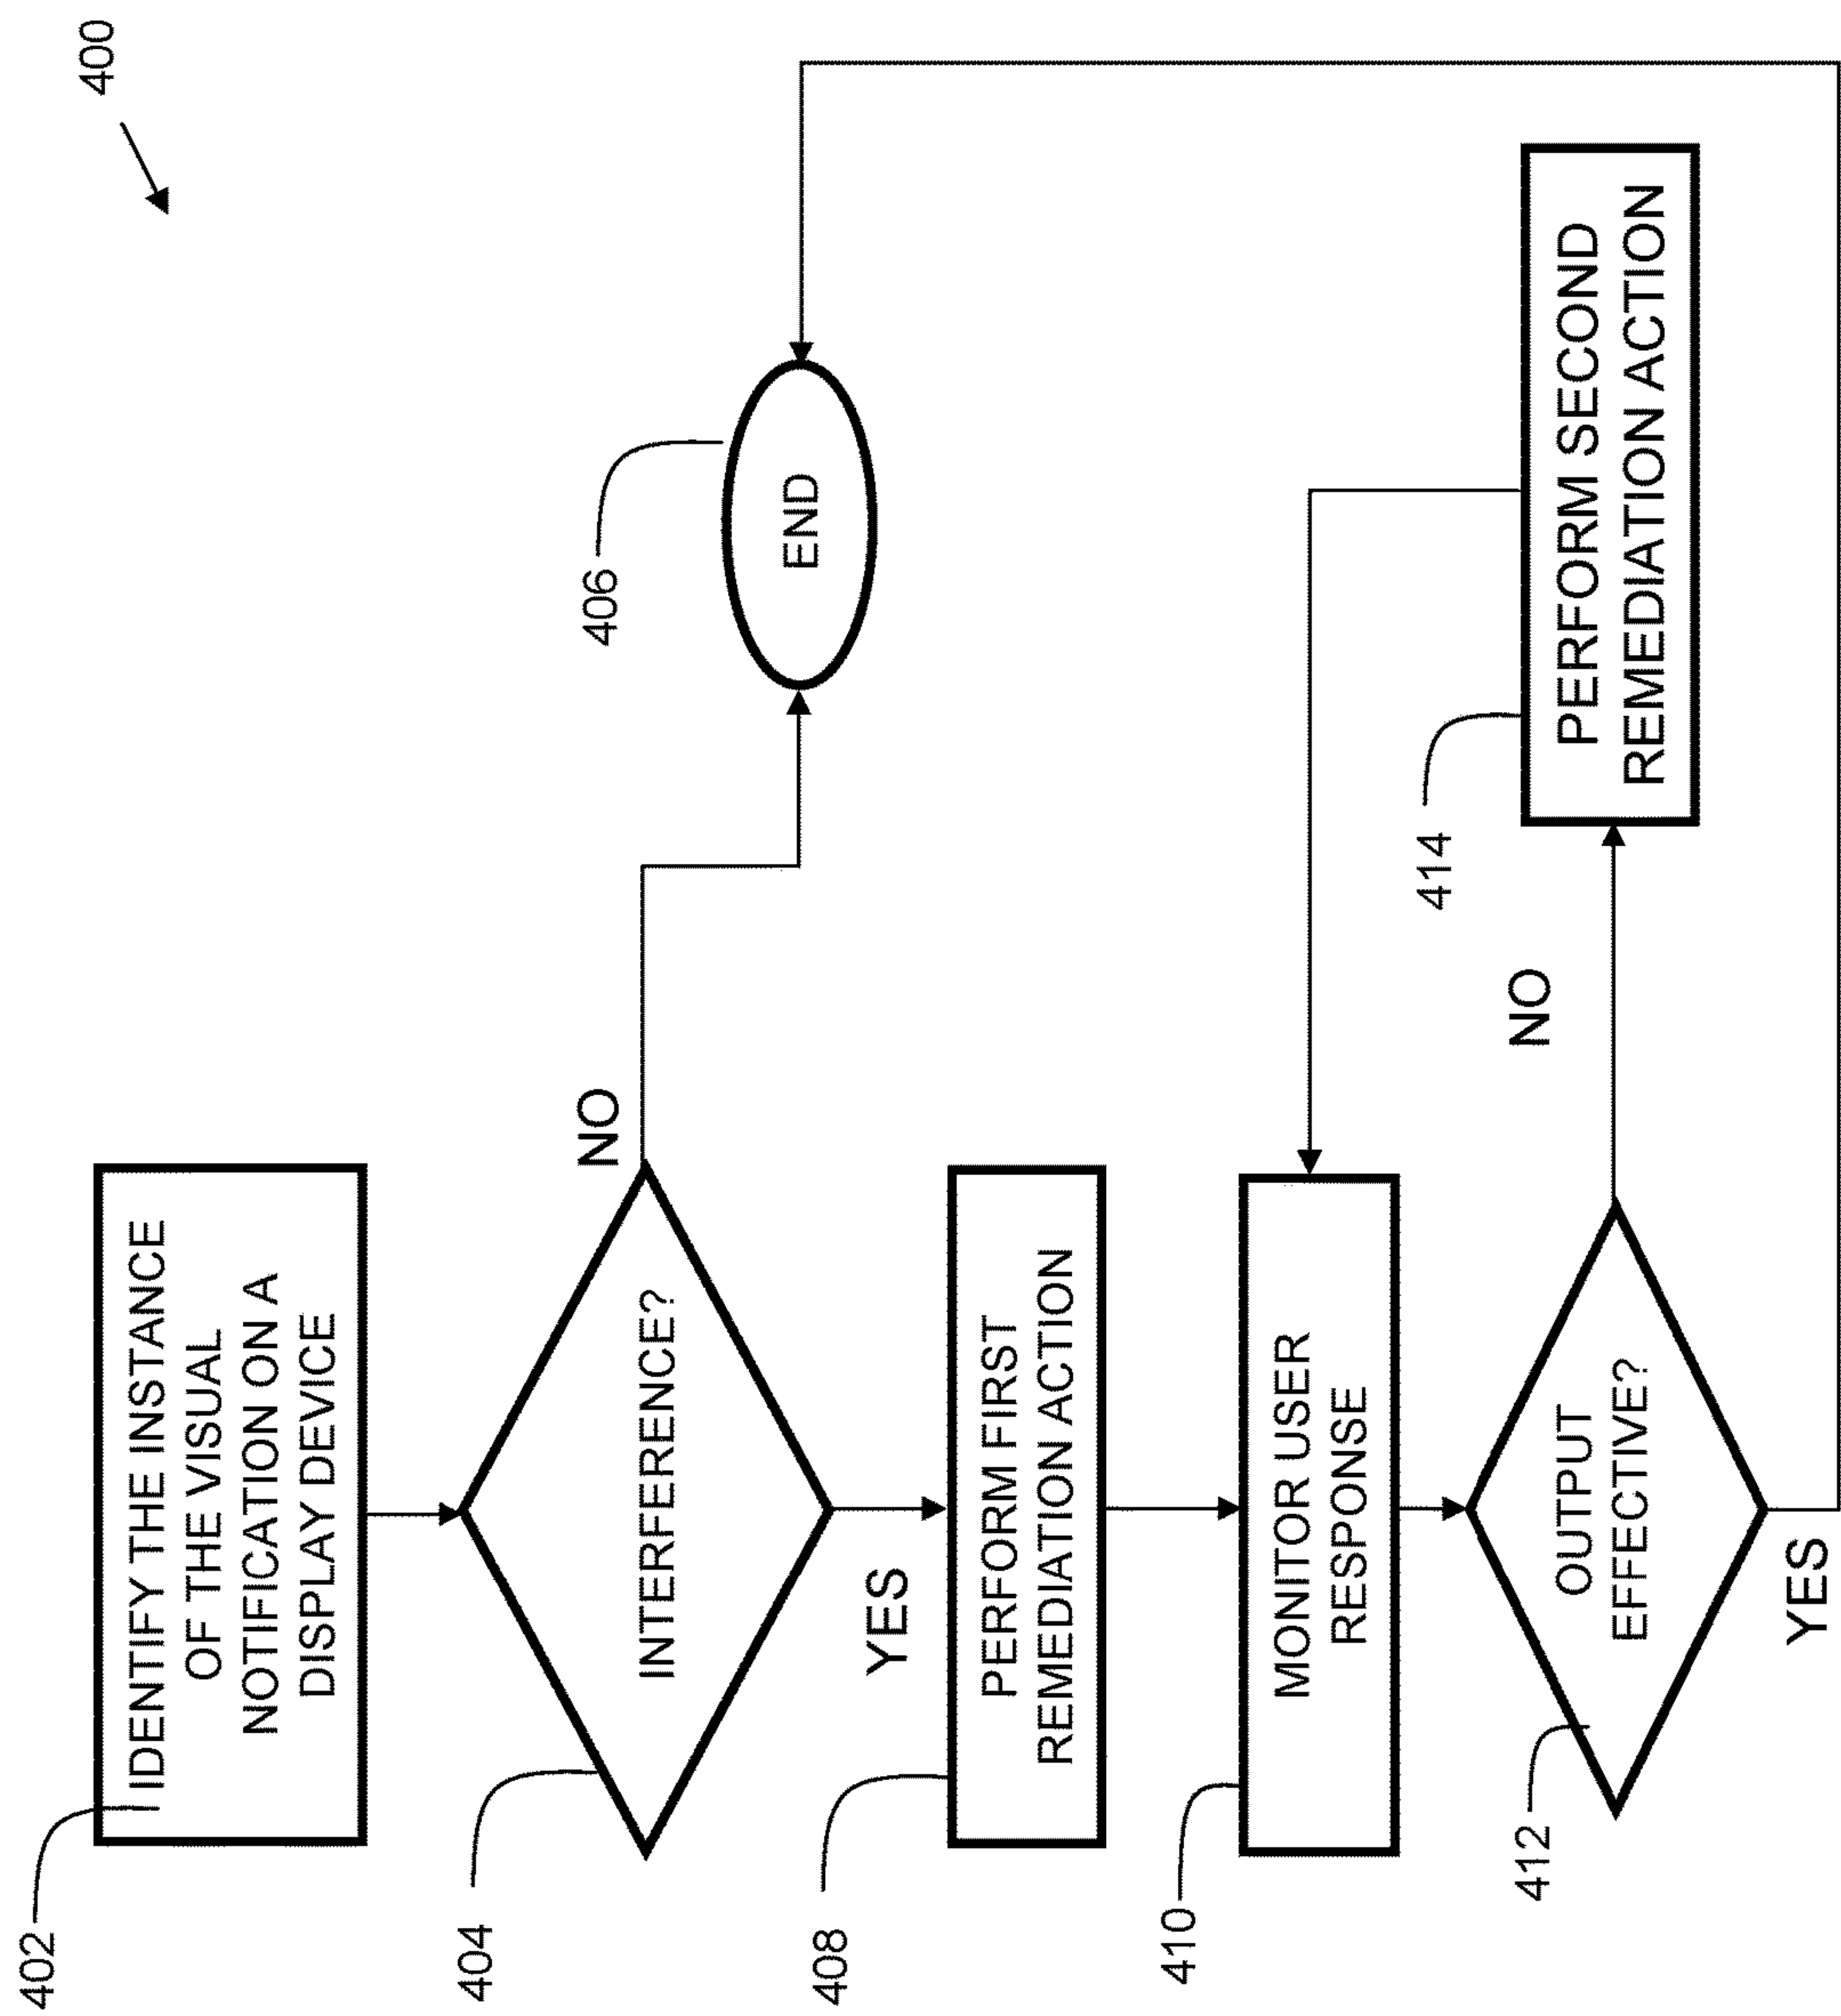 400
402
IDENTIFY THE INSTANCE
OF THE VISUAL
NOTIFICATION ON A
DISPLAY DEVICE
404
INTERFERENCE?
NO
406
END
YES
408
PERFORM FIRST
REMEDIATION ACTION
410
MONITOR USER
RESPONSE
412
OUTPUT
EFFECTIVE?
NO
414
PERFORM SECOND
REMEDIATION ACTION
YES